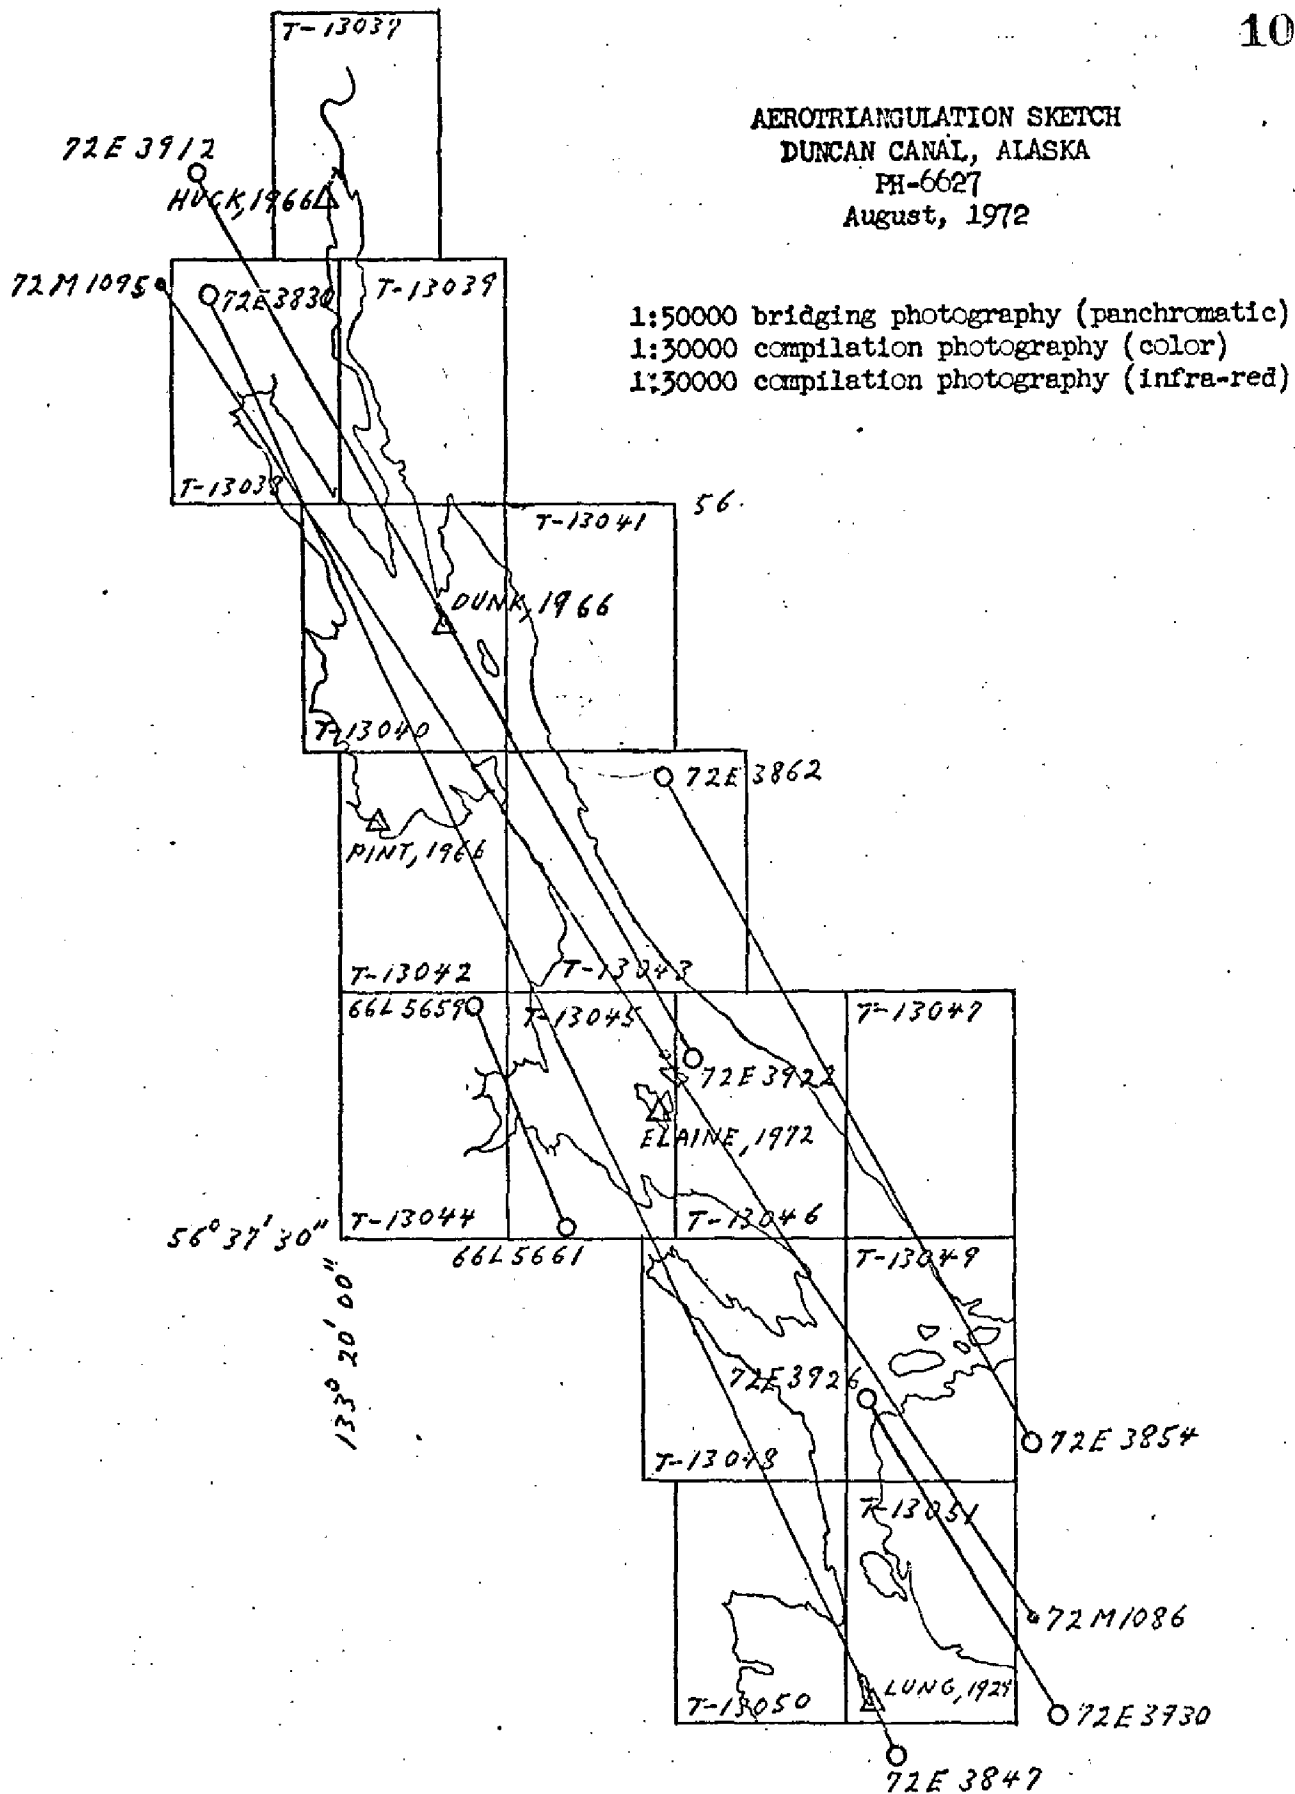 10
AEROTRIANGULATION SKETCH
DUNCAN CANAL, ALASKA
PH-6627
August, 1972
1:50000 bridging photography (panchromatic)
1:30000 compilation photography (color)
1:30000 compilation photography (infra-red)
T-13037
72E 3912
HUCK, 1966
72M 1095
72E 3830
T-13039
T-13038
T-13041
56
DUNK, 1966
T-13040
72E 3862
PINT, 1966
T-13042
T-13043
66L 5659
T-13045
T-13047
72E 3922
ELAINE, 1972
T-13044
T-13046
56° 37' 30"
66L 5661
T-13049
133° 20' 00"
72E 3926
72E 3854
T-13048
T-13051
72M 1086
LUNG, 1924
T-13050
72E 3730
72E 3847